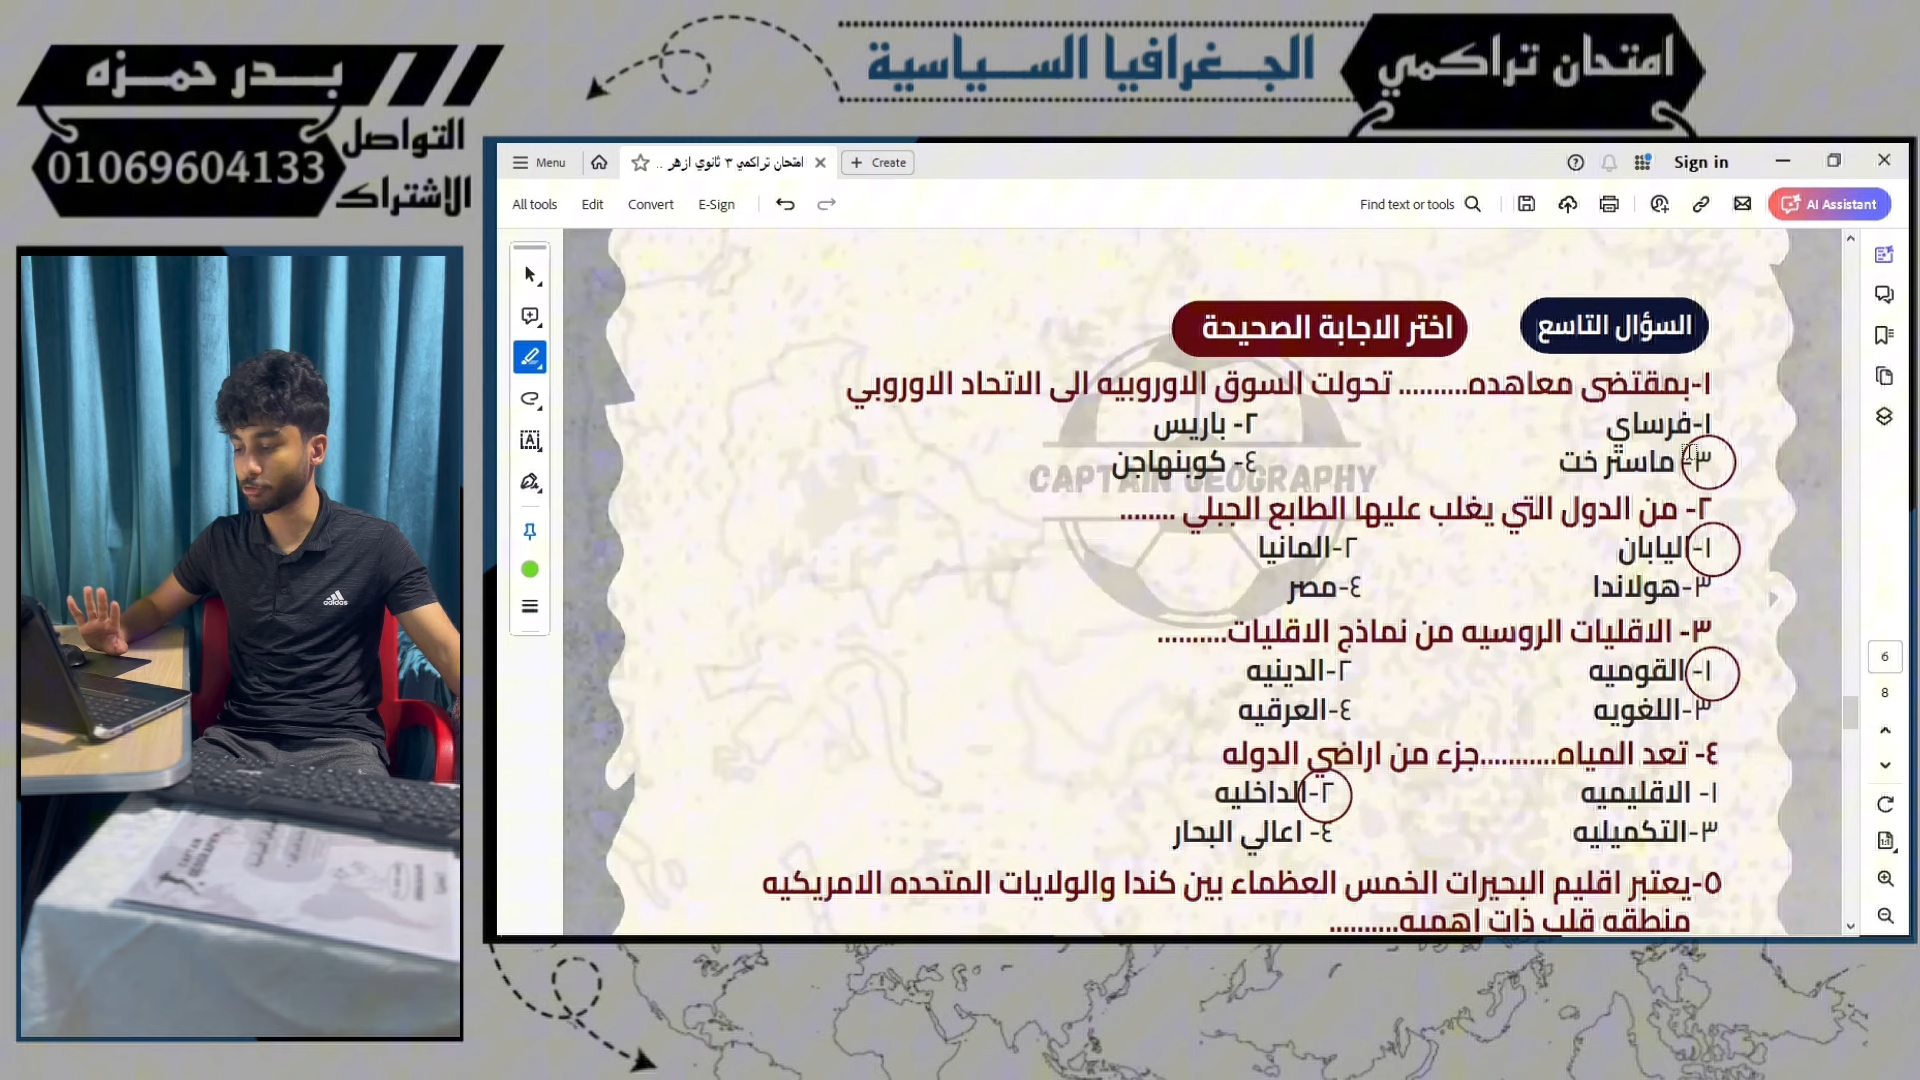 امتحان تراكمي
الجغرافيا السياسية
بدر حمزه
التواصل
01069604133
الاشتراك
Menu
امتحان تراكمي ٣ ثانوي ازهر ..
Create
Sign in
All tools
Edit
Convert
E-Sign
Find text or tools
AI Assistant
السؤال التاسع
اختر الاجابة الصحيحة
١-بمقتضى معاهده.......... تحولت السوق الاوروبيه الى الاتحاد الاوروبي
١-فرساي
٢- باريس
٣- ماستر خت
٤- كوبنهاجن
CAPTAIN GEOGRAPHY
٢- من الدول التي يغلب عليها الطابع الجبلي ........
١-اليابان
٢-المانيا
٣-هولاندا
٤-مصر
٣- الاقليات الروسيه من نماذج الاقليات..........
١- القوميه
٢-الدينيه
٣-اللغويه
٤-العرقيه
٤- تعد المياه...........جزء من اراضي الدوله
١- الاقليميه
٢-الداخليه
٣-التكميليه
٤- اعالي البحار
٥-يعتبر اقليم البحيرات الخمس العظماء بين كندا والولايات المتحده الامريكيه
منطقه قلب ذات اهميه..........
6
8
adidas